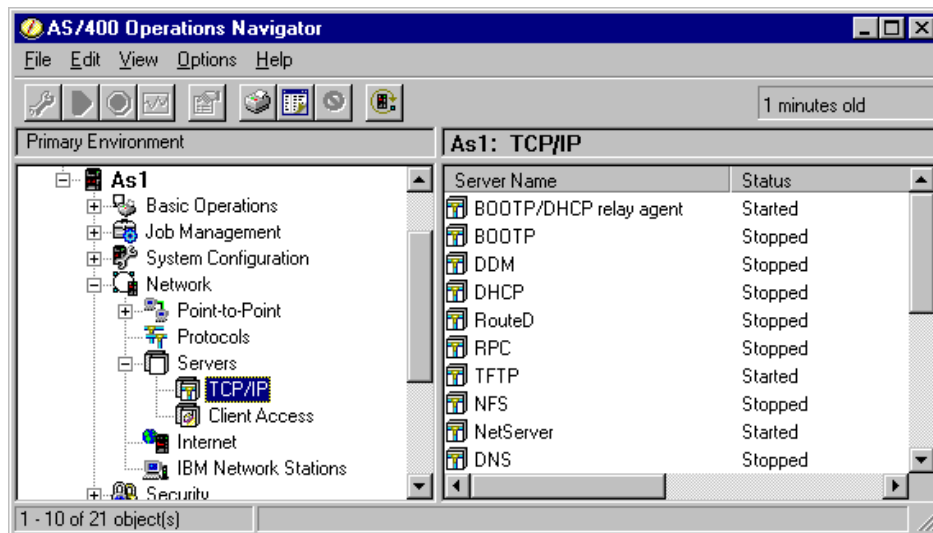 AS/400 Operations Navigator
File Edit View Options Help
1 minutes old
Primary Environment
As1: TCP/IP
As1
Basic Operations
Job Management
System Configuration
Network
Point-to-Point
Protocols
Servers
TCP/IP
Client Access
Internet
IBM Network Stations
Security
Server Name Status
BOOTP/DHCP relay agent Started
BOOTP Stopped
DDM Stopped
DHCP Stopped
RouteD Stopped
RPC Stopped
TFTP Started
NFS Stopped
NetServer Started
DNS Stopped
1 - 10 of 21 object(s)